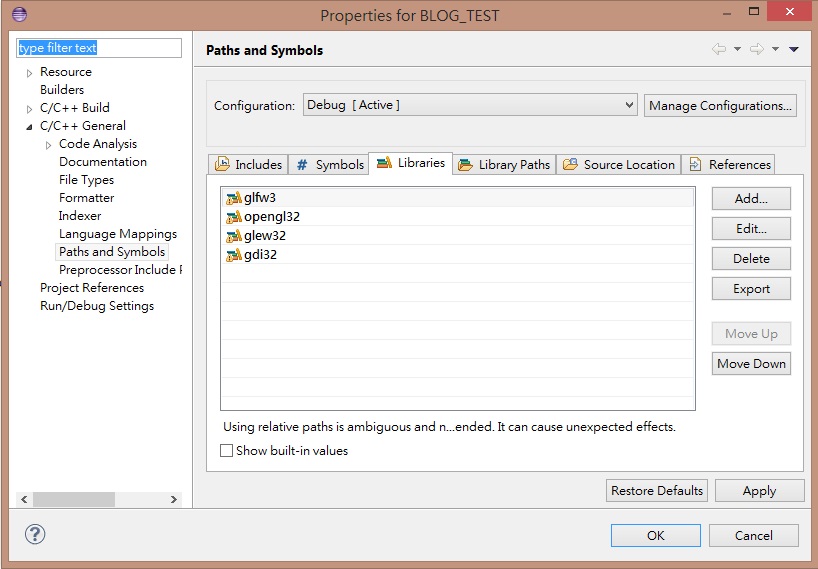 Properties for BLOG_TEST
type filter text
Resource
Builders
C/C++ Build
C/C++ General
Code Analysis
Documentation
File Types
Formatter
Indexer
Language Mappings
Paths and Symbols
Preprocessor Include P
Project References
Run/Debug Settings
Paths and Symbols
Configuration: Debug [ Active ] Manage Configurations...
Includes # Symbols Libraries Library Paths Source Location References
glfw3
opengl32
glew32
gdi32
Add...
Edit...
Delete
Export
Move Up
Move Down
Using relative paths is ambiguous and n...ended. It can cause unexpected effects.
Show built-in values
Restore Defaults Apply
? OK Cancel